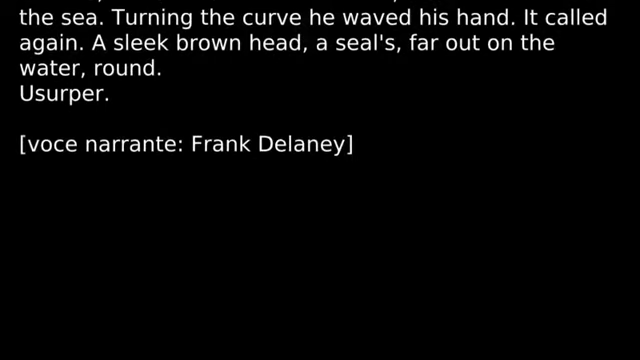 the sea. Turning the curve he waved his hand. It called
again. A sleek brown head, a seal's, far out on the
water, round.
Usurper.
[voce narrante: Frank Delaney]